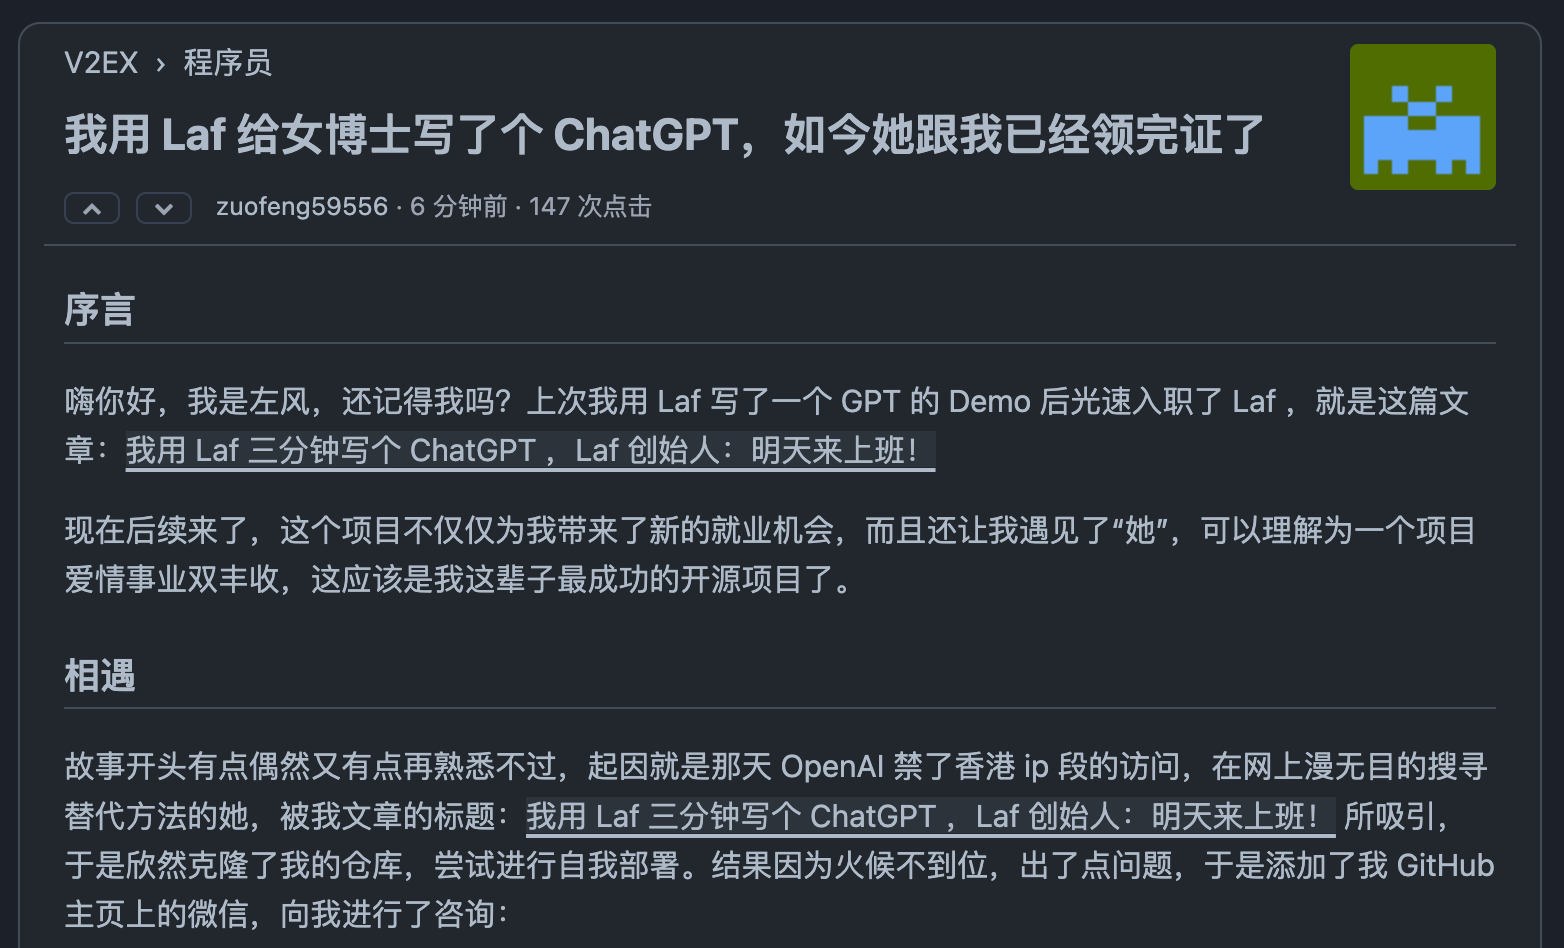 V2EX › 程序员
我用 Laf 给女博士写了个 ChatGPT，如今她跟我已经领完证了
zuofeng59556 · 6 分钟前 · 147 次点击
序言
嗨你好，我是左风，还记得我吗？上次我用 Laf 写了一个 GPT 的 Demo 后光速入职了 Laf ，就是这篇文
章：我用 Laf 三分钟写个 ChatGPT ，Laf 创始人：明天来上班！
现在后续来了，这个项目不仅仅为我带来了新的就业机会，而且还让我遇见了“她”，可以理解为一个项目
爱情事业双丰收，这应该是我这辈子最成功的开源项目了。
相遇
故事开头有点偶然又有点再熟悉不过，起因就是那天 OpenAI 禁了香港 ip 段的访问，在网上漫无目的搜寻
替代方法的她，被我文章的标题：我用 Laf 三分钟写个 ChatGPT ，Laf 创始人：明天来上班！ 所吸引，
于是欣然克隆了我的仓库，尝试进行自我部署。结果因为火候不到位，出了点问题，于是添加了我 GitHub
主页上的微信，向我进行了咨询：